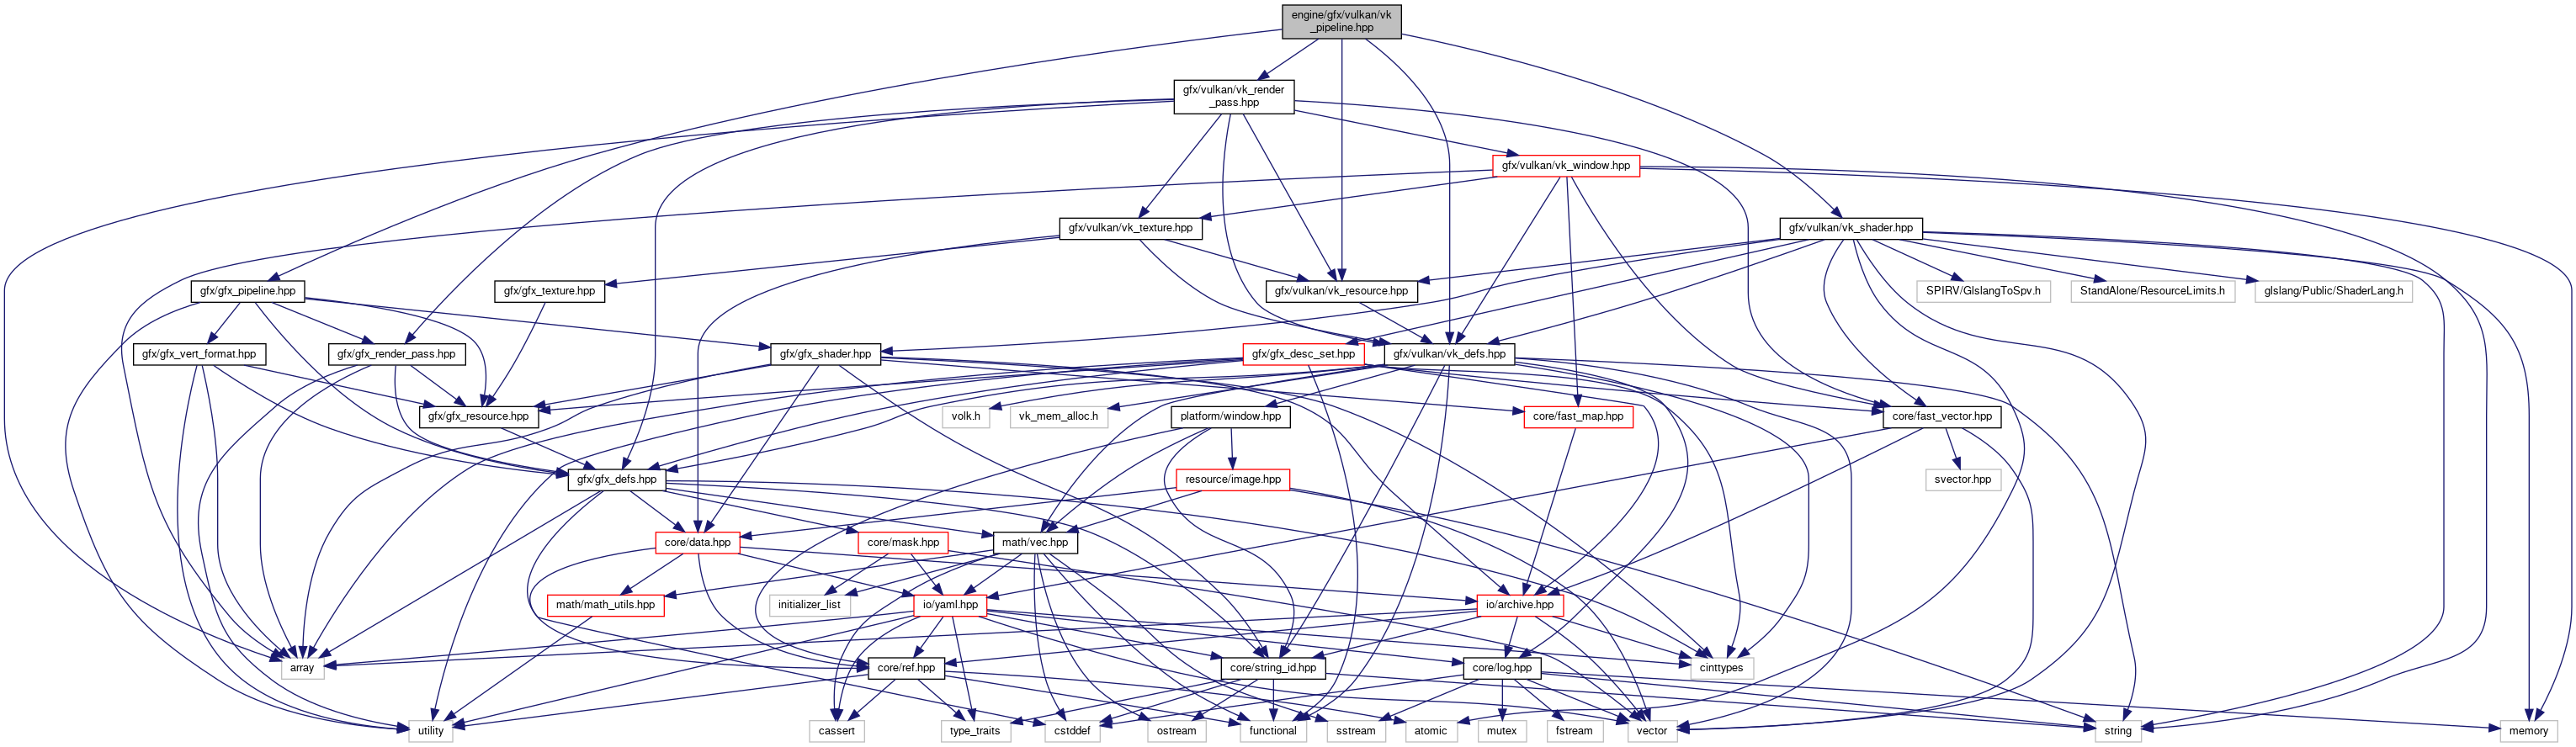 engine/gfx/vulkan/vk
_pipeline.hpp
gfx/vulkan/vk_render
_pass.hpp
gfx/vulkan/vk_window.hpp
gfx/vulkan/vk_texture.hpp
gfx/vulkan/vk_shader.hpp
gfx/gfx_pipeline.hpp
gfx/gfx_texture.hpp
gfx/vulkan/vk_resource.hpp
SPIRV/GlslangToSpv.h
StandAlone/ResourceLimits.h
glslang/Public/ShaderLang.h
gfx/gfx_vert_format.hpp
gfx/gfx_render_pass.hpp
gfx/gfx_shader.hpp
gfx/gfx_desc_set.hpp
gfx/vulkan/vk_defs.hpp
gfx/gfx_resource.hpp
volk.h
vk_mem_alloc.h
platform/window.hpp
core/fast_map.hpp
core/fast_vector.hpp
gfx/gfx_defs.hpp
resource/image.hpp
svector.hpp
core/data.hpp
core/mask.hpp
math/vec.hpp
math/math_utils.hpp
initializer_list
io/yaml.hpp
io/archive.hpp
array
core/ref.hpp
core/string_id.hpp
core/log.hpp
cinttypes
utility
cassert
type_traits
cstddef
ostream
functional
sstream
atomic
mutex
fstream
vector
string
memory